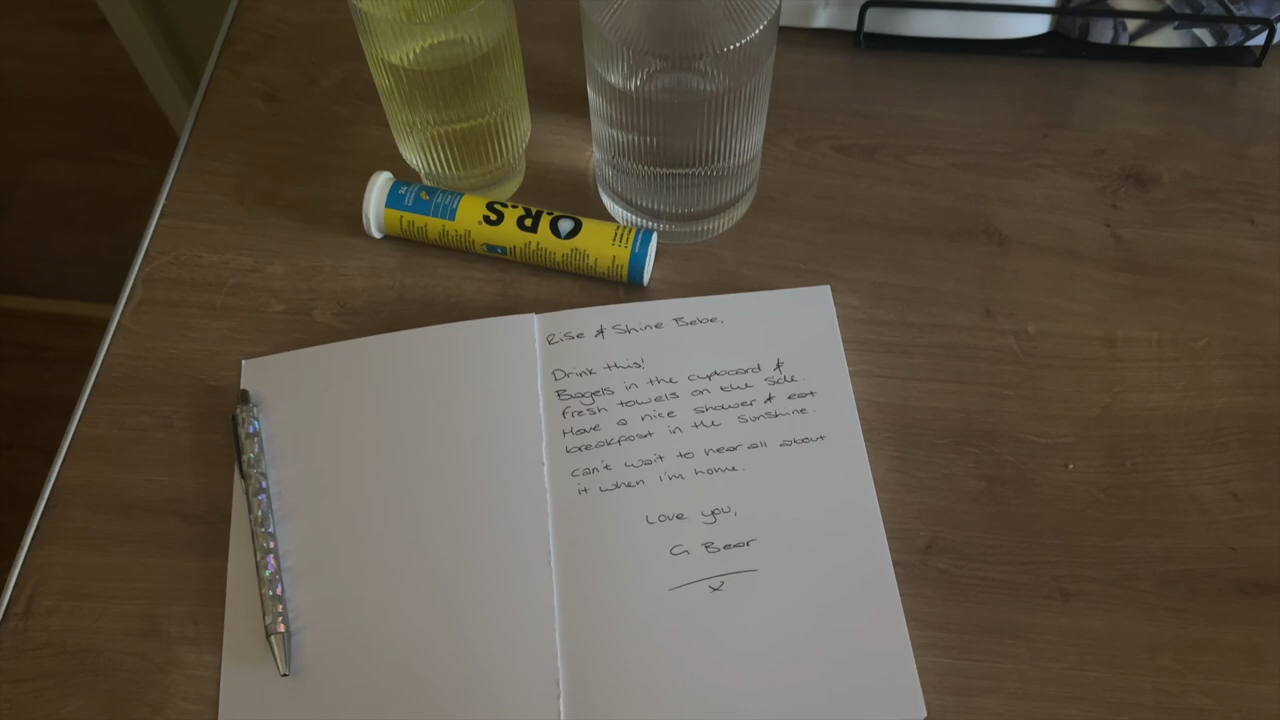 O.R.S
Rise & Shine Bebe,
Drink this!
Bagels in the cupboard &
fresh towels on the side.
Have a nice shower & eat
breakfast in the sunshine.
Can't wait to hear all about
it when I'm home.
Love you,
G Bear
x